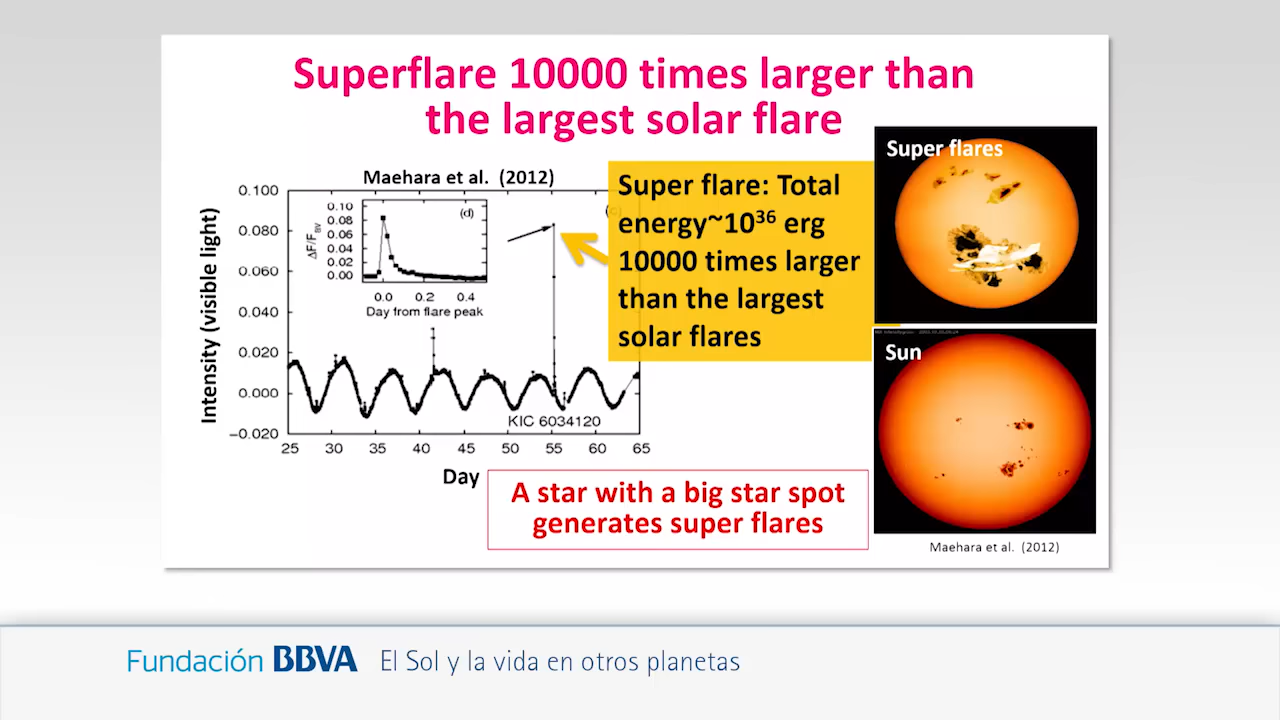 Superflare 10000 times larger than
the largest solar flare
Maehara et al. (2012)
Intensity (visible light)
0.100
0.080
0.060
0.040
0.020
0.000
−0.020
25 30 35 40 45 50 55 60 65
Day
KIC 6034120
(d)
ΔF/F
0.10
0.08
0.06
0.04
0.02
0.00
0.0 0.2 0.4
Day from flare peak
Super flare: Total
energy~10³⁶ erg
10000 times larger
than the largest
solar flares
A star with a big star spot
generates super flares
Super flares
Sun
Maehara et al. (2012)
Fundación BBVA El Sol y la vida en otros planetas